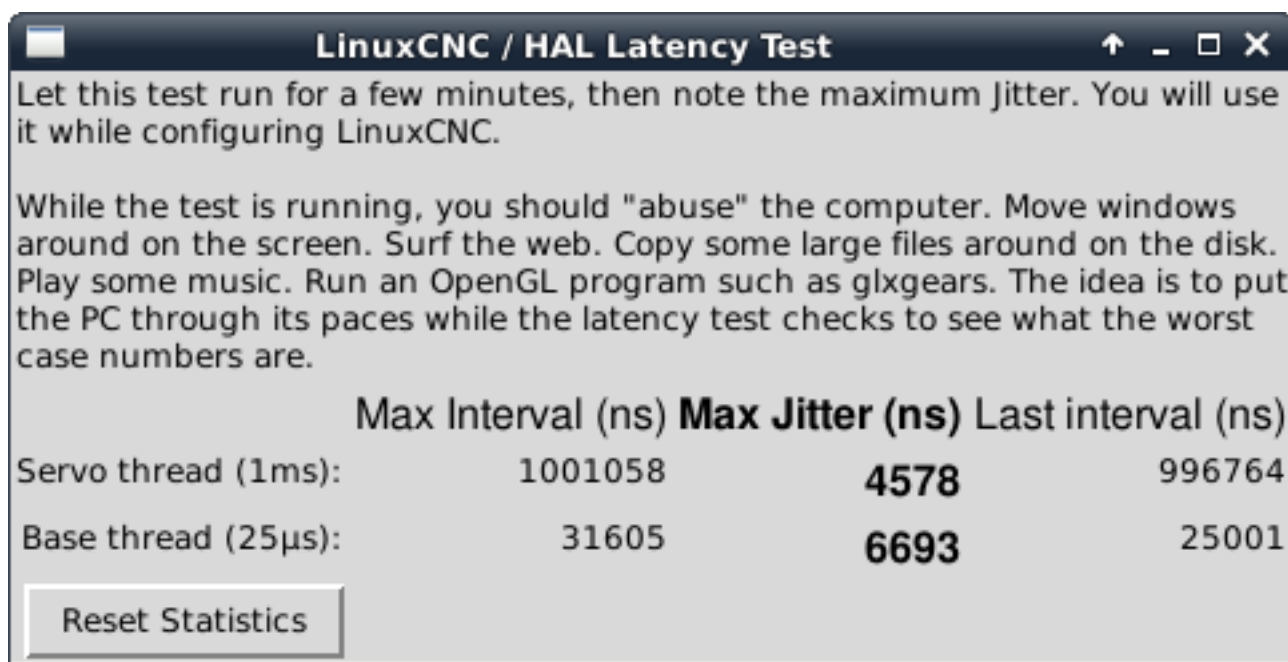 LinuxCNC / HAL Latency Test
Let this test run for a few minutes, then note the maximum Jitter. You will use
it while configuring LinuxCNC.
While the test is running, you should "abuse" the computer. Move windows
around on the screen. Surf the web. Copy some large files around on the disk.
Play some music. Run an OpenGL program such as glxgears. The idea is to put
the PC through its paces while the latency test checks to see what the worst
case numbers are.
Max Interval (ns) Max Jitter (ns) Last interval (ns)
Servo thread (1ms): 1001058 4578 996764
Base thread (25µs): 31605 6693 25001
Reset Statistics